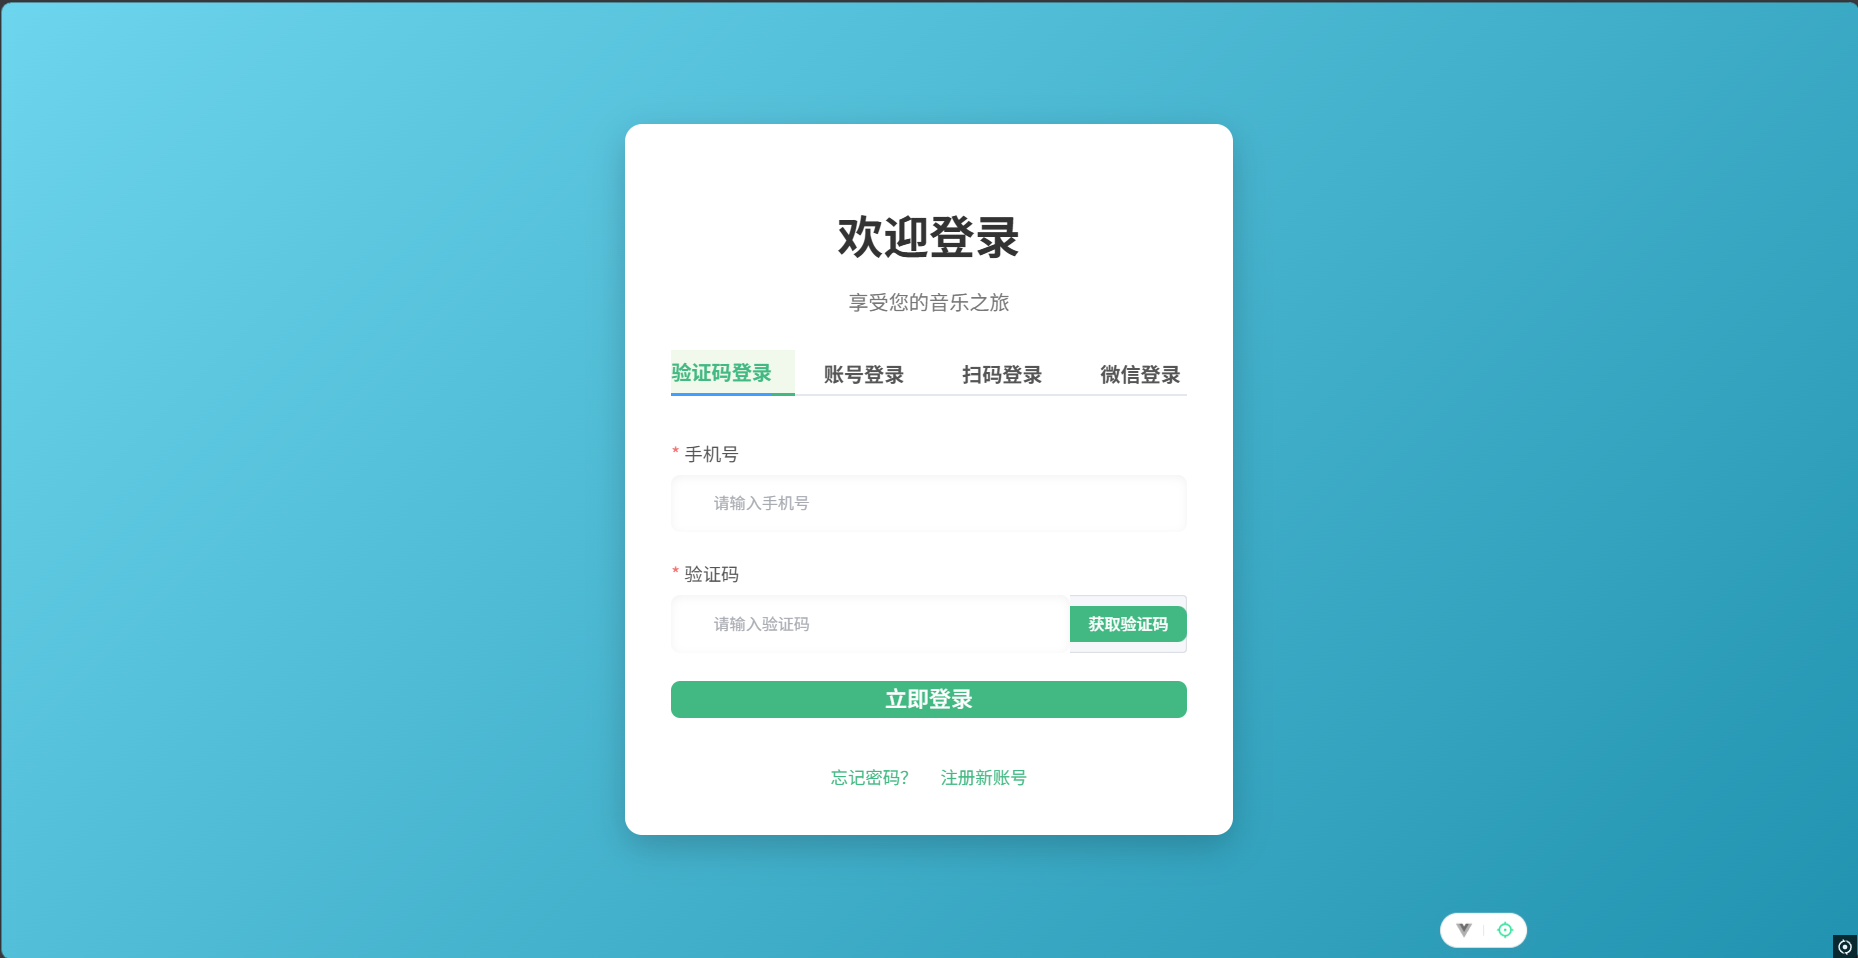 欢迎登录
享受您的音乐之旅
验证码登录 账号登录 扫码登录 微信登录
* 手机号
请输入手机号
* 验证码
请输入验证码 获取验证码
立即登录
忘记密码? 注册新账号